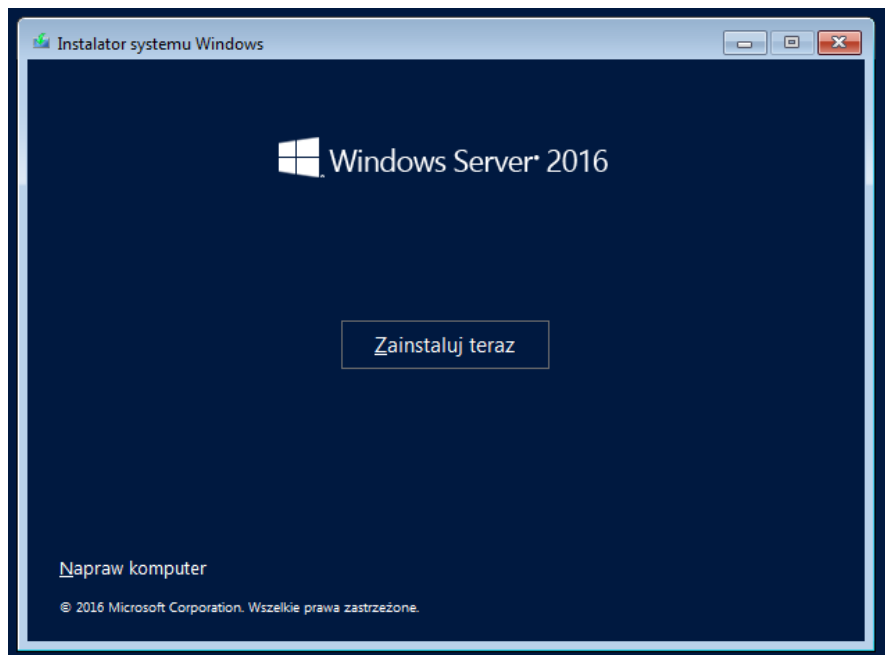 Instalator systemu Windows
Windows Server 2016
Zainstaluj teraz
Napraw komputer
© 2016 Microsoft Corporation. Wszelkie prawa zastrzeżone.